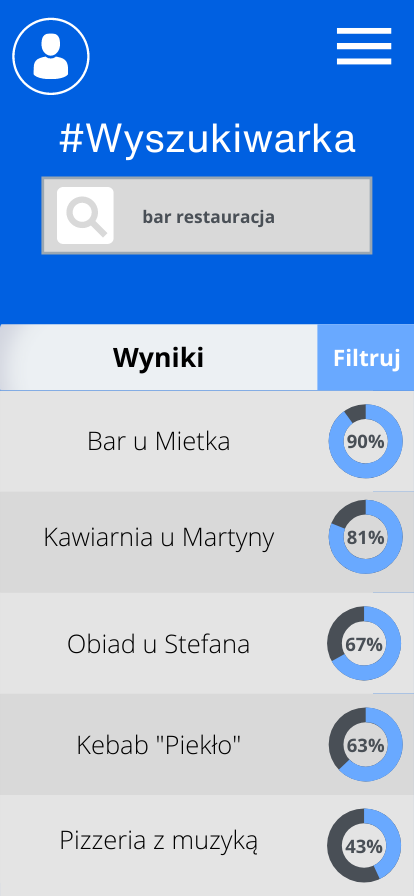 #Wyszukiwarka
bar restauracja
Wyniki
Filtruj
Bar u Mietka
90%
Kawiarnia u Martyny
81%
Obiad u Stefana
67%
Kebab "Piekło"
63%
Pizzeria z muzyką
43%